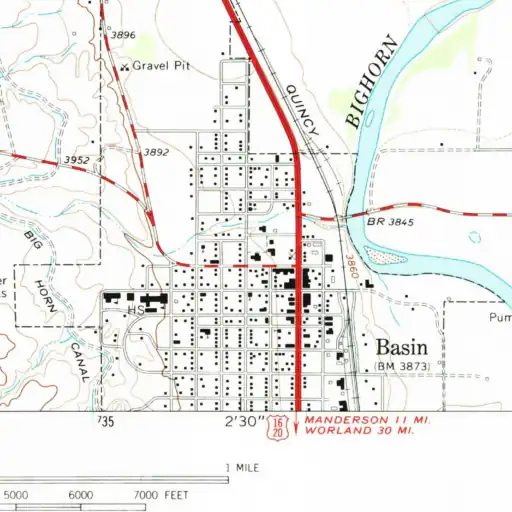 3896
Gravel Pit
QUINCY
BIGHORN
3892
3952
BR 3845
BIG
HORN
CANAL
3860
HS
Pum
Basin
(BM 3873)
735
2'30"
16
20
MANDERSON 11 MI.
WORLAND 30 MI.
1 MILE
5000
6000
7000 FEET